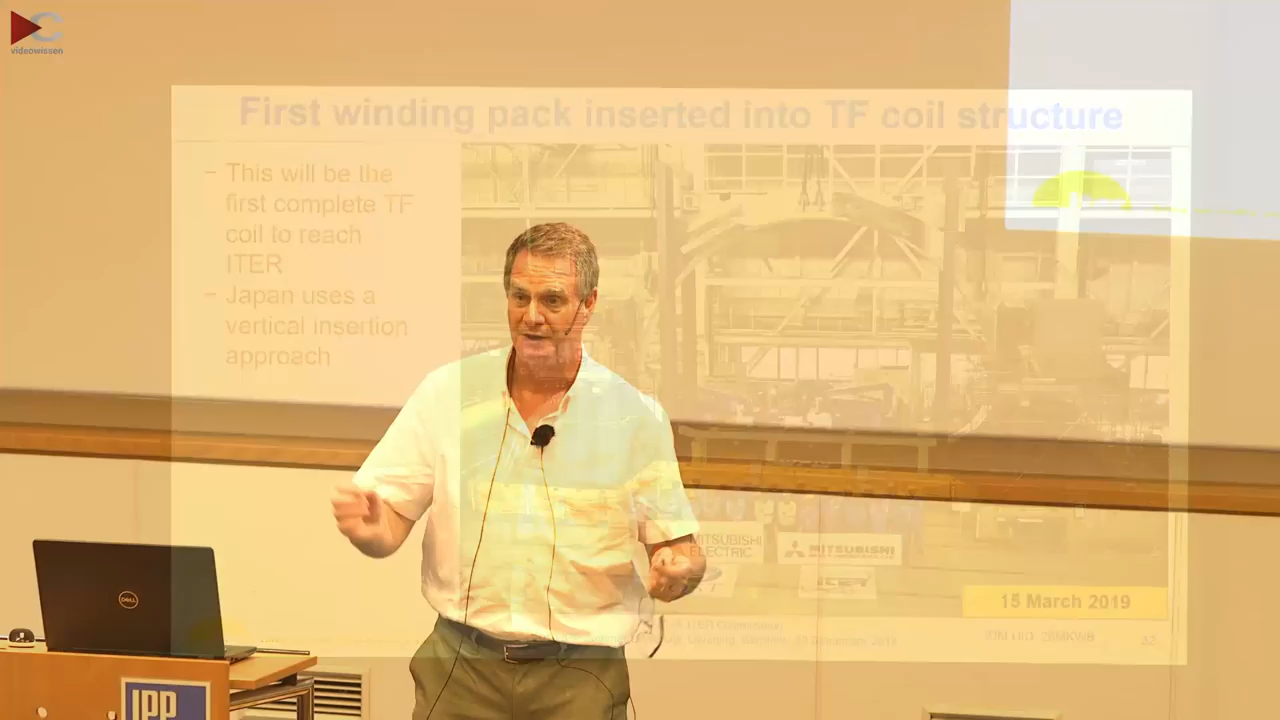 videowissen
First winding pack inserted into TF coil structure
– This will be the
first complete TF
coil to reach
ITER
– Japan uses a
vertical insertion
approach
MITSUBISHI
ELECTRIC
MITSUBISHI
15 March 2019
DELL
IPP
32